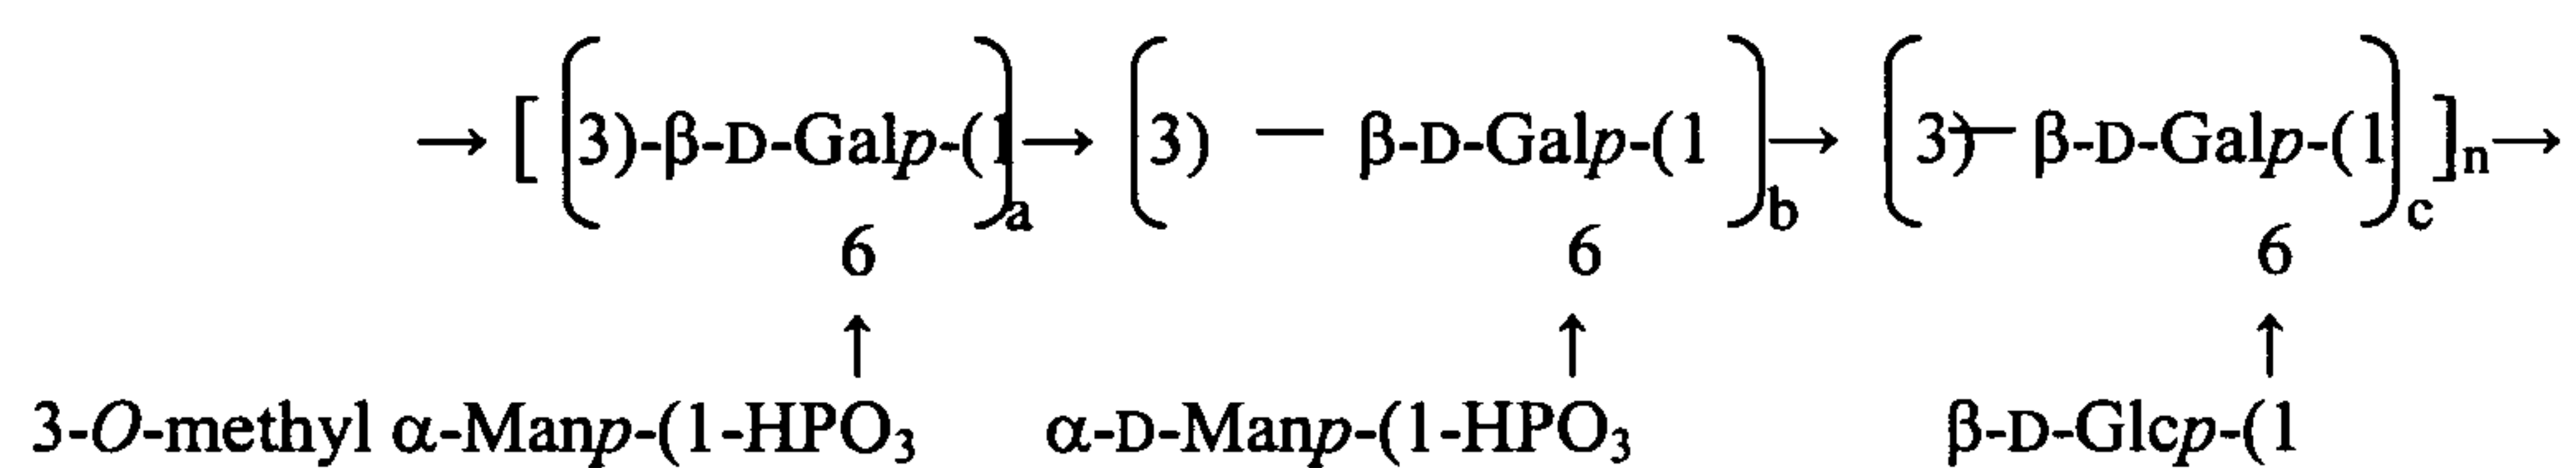 → [ (3)-β-D-Galp-(1)a → (3) — β-D-Galp-(1 )b → (3)— β-D-Galp-(1)c ]n →
6 6 6
↑ ↑ ↑
3-O-methyl α-Manp-(1-HPO₃ α-D-Manp-(1-HPO₃ β-D-Glcp-(1